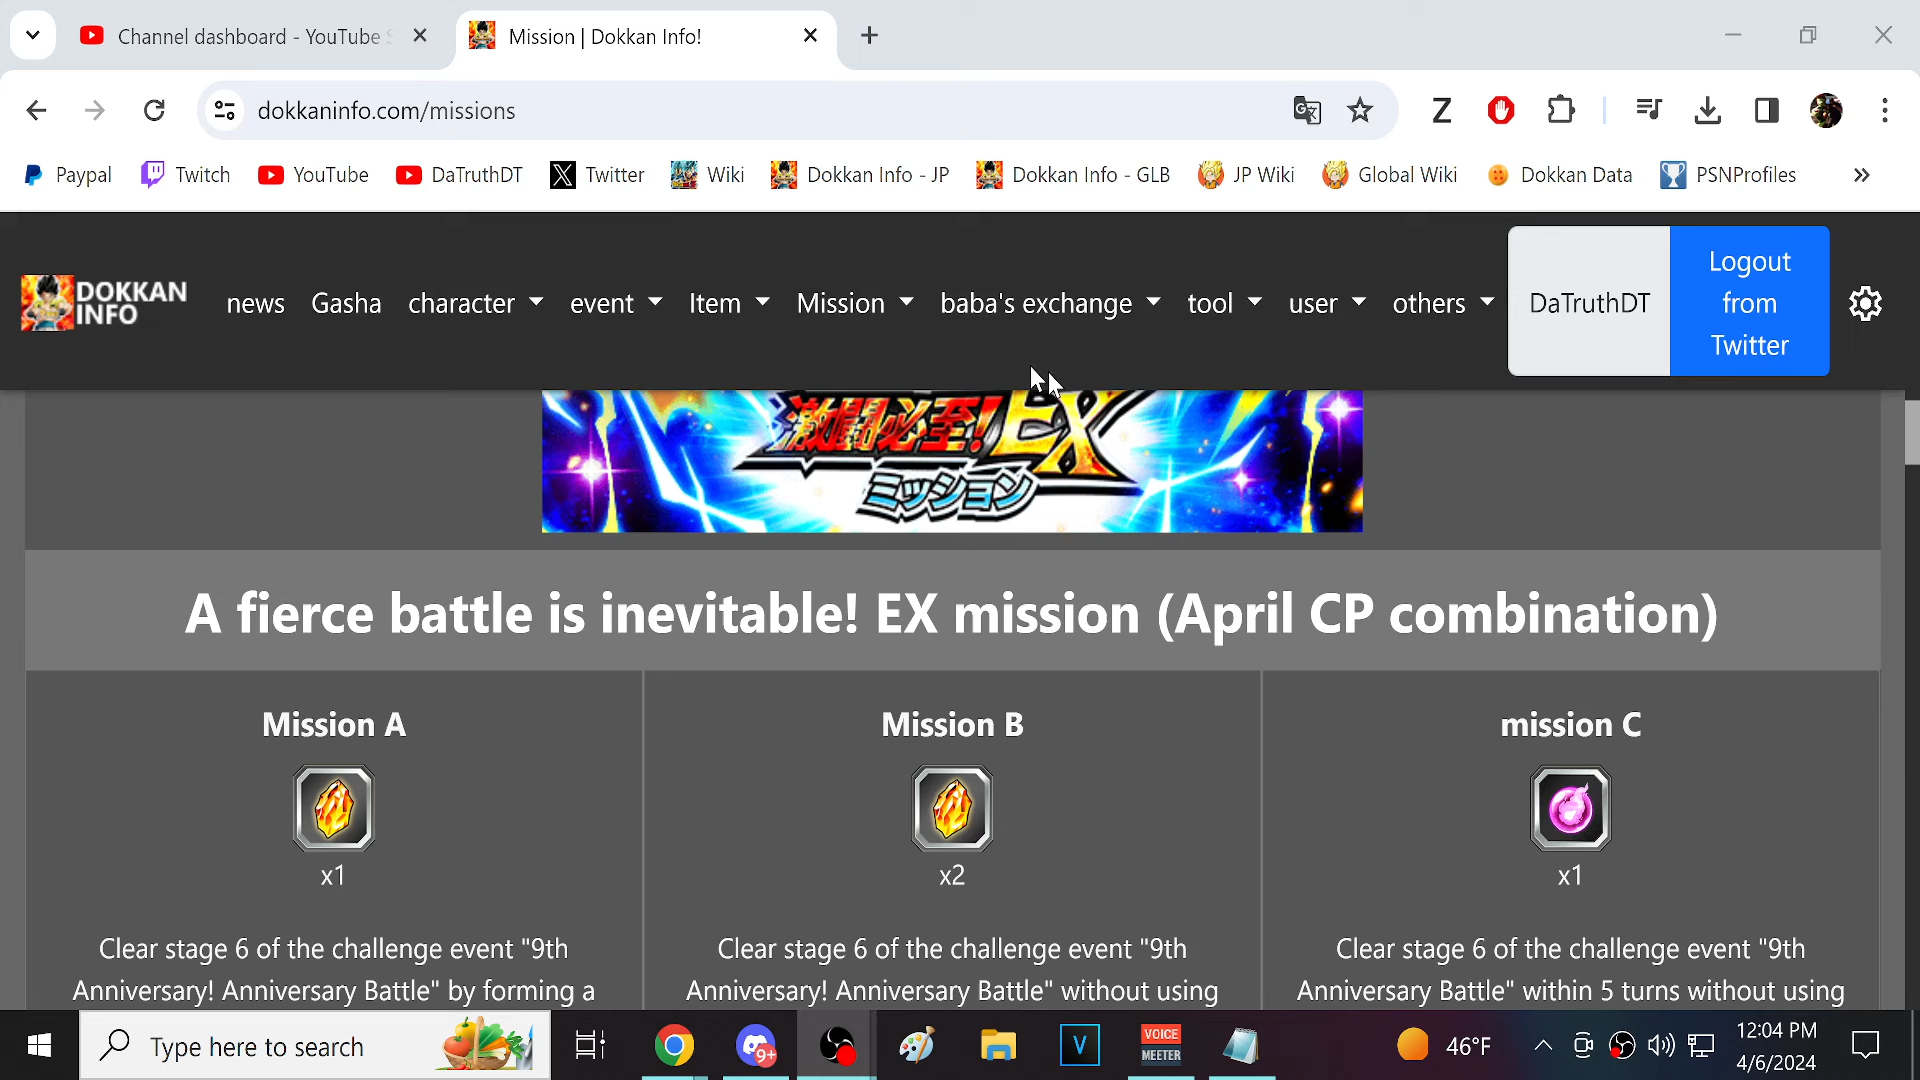 Channel dashboard - YouTube S
Mission | Dokkan Info!
dokkaninfo.com/missions
Paypal
Twitch
YouTube
DaTruthDT
Twitter
Wiki
Dokkan Info - JP
Dokkan Info - GLB
JP Wiki
Global Wiki
Dokkan Data
PSNProfiles
DOKKAN
INFO
news
Gasha
character
event
Item
Mission
baba's exchange
tool
user
others
DaTruthDT
Logout
from
Twitter
激闘必至!EX
ミッション
A fierce battle is inevitable! EX mission (April CP combination)
Mission A
x1
Clear stage 6 of the challenge event "9th
Anniversary! Anniversary Battle" by forming a
Mission B
x2
Clear stage 6 of the challenge event "9th
Anniversary! Anniversary Battle" without using
mission C
x1
Clear stage 6 of the challenge event "9th
Anniversary Battle" within 5 turns without using
Type here to search
9+
V
VOICE
MEETER
46°F
12:04 PM
4/6/2024